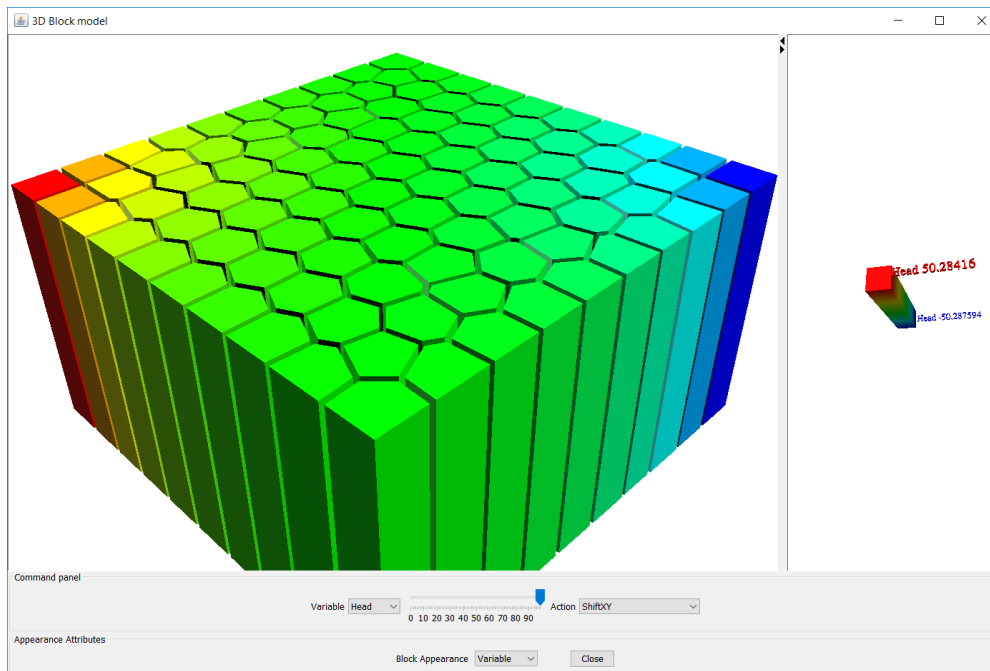 3D Block model
Head 50.28416
Head -50.287594
Command panel
Variable Head 0 10 20 30 40 50 60 70 80 90 Action ShiftXY
Appearance Attributes
Block Appearance Variable Close